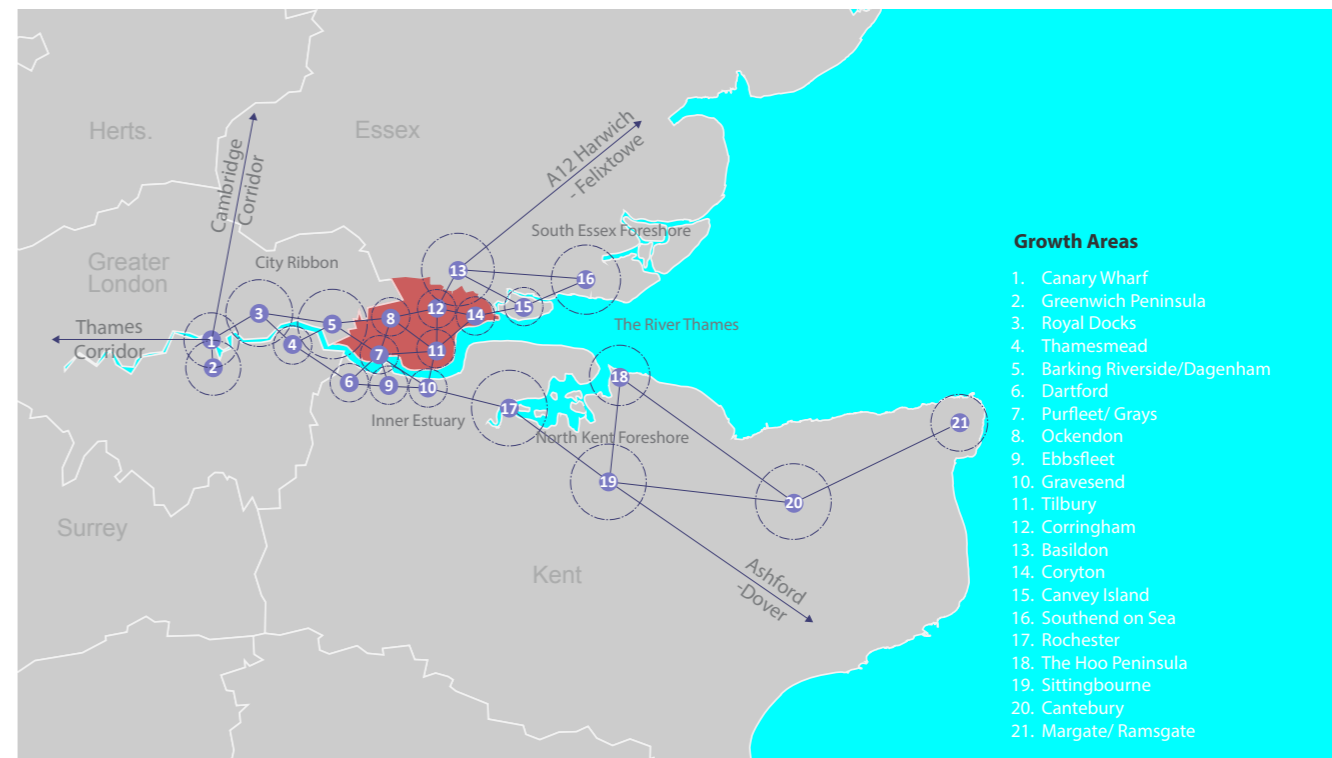 Herts.
Essex
Cambridge
Corridor
A12 Harwich
- Felixtowe
South Essex Foreshore
Greater
London
City Ribbon
Thames
Corridor
The River Thames
Inner Estuary
North Kent Foreshore
Surrey
Kent
Ashford
-Dover
1
2
3
4
5
6
7
8
9
10
11
12
13
14
15
16
17
18
19
20
21
Growth Areas
1. Canary Wharf
2. Greenwich Peninsula
3. Royal Docks
4. Thamesmead
5. Barking Riverside/Dagenham
6. Dartford
7. Purfleet/ Grays
8. Ockendon
9. Ebbsfleet
10. Gravesend
11. Tilbury
12. Corringham
13. Basildon
14. Coryton
15. Canvey Island
16. Southend on Sea
17. Rochester
18. The Hoo Peninsula
19. Sittingbourne
20. Cantebury
21. Margate/ Ramsgate